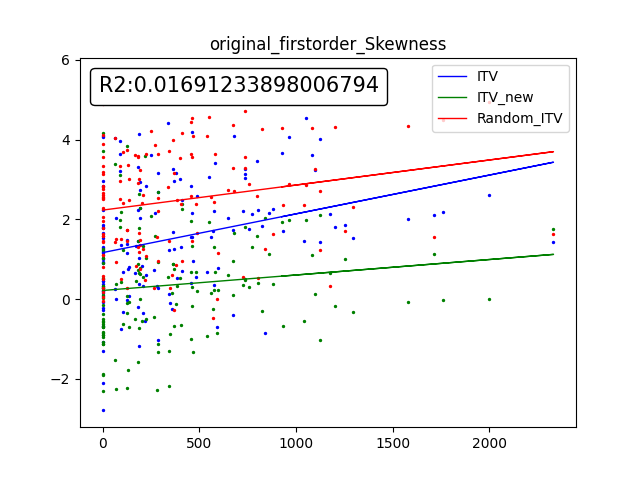 original_firstorder_Skewness
R2:0.01691233898006794
ITV
ITV_new
Random_ITV
6
4
2
0
−2
0
500
1000
1500
2000